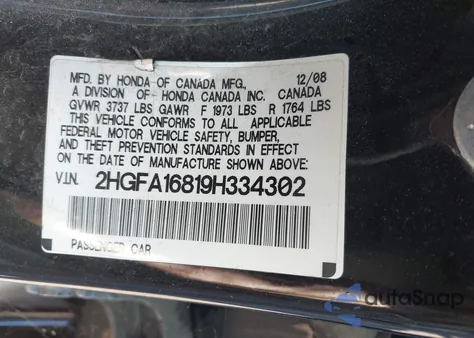 MFD. BY HONDA OF CANADA MFG., 12/08
A DIVISION OF HONDA CANADA INC. CANADA
GVWR 3737 LBS GAWR F 1973 LBS R 1764 LBS
THIS VEHICLE CONFORMS TO ALL APPLICABLE
FEDERAL MOTOR VEHICLE SAFETY, BUMPER,
AND THEFT PREVENTION STANDARDS IN EFFECT
ON THE DATE OF MANUFACTURE SHOWN ABOVE:
V.I.N. 2HGFA16819H334302
PASSENGER CAR
autoSnap